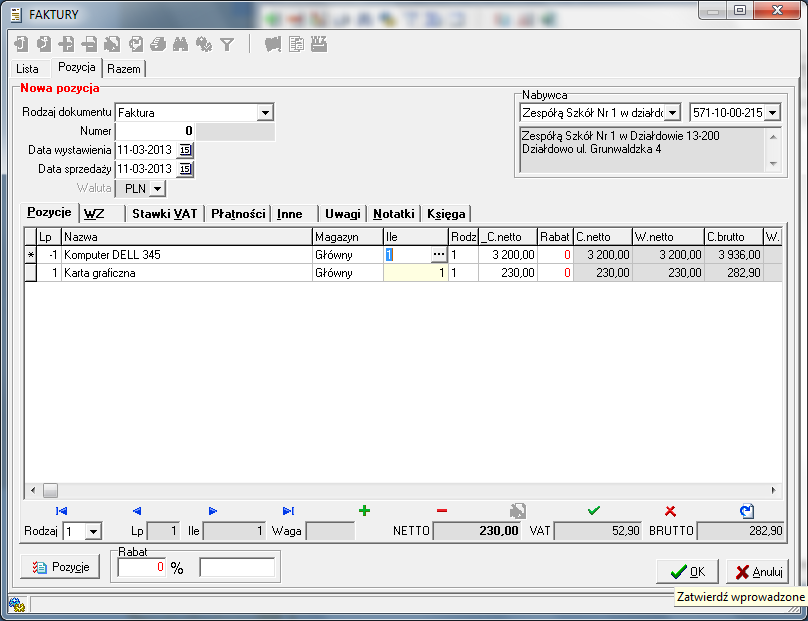 FAKTURY
Lista Pozycja Razem
Nowa pozycja
Rodzaj dokumentu Faktura
Numer 0
Data wystawienia 11-03-2013 15
Data sprzedaży 11-03-2013 15
Waluta PLN
Nabywca
Zespółą Szkół Nr 1 w działdo 571-10-00-215
Zespółą Szkół Nr 1 w Działdowie 13-200
Działdowo ul. Grunwaldzka 4
Pozycje WZ Stawki VAT Płatności Inne Uwagi Notatki Księga
Lp Nazwa Magazyn Ile Rodz _C.netto Rabat C.netto W.netto C.brutto W.
* -1 Komputer DELL 345 Główny 1 ... 1 3 200,00 0 3 200,00 3 200,00 3 936,00
1 Karta graficzna Główny 1 1 230,00 0 230,00 230,00 282,90
Rodzaj 1 Lp 1 Ile 1 Waga NETTO 230,00 VAT 52,90 BRUTTO 282,90
Pozycje
Rabat
0 %
OK Anuluj
Zatwierdź wprowadzone